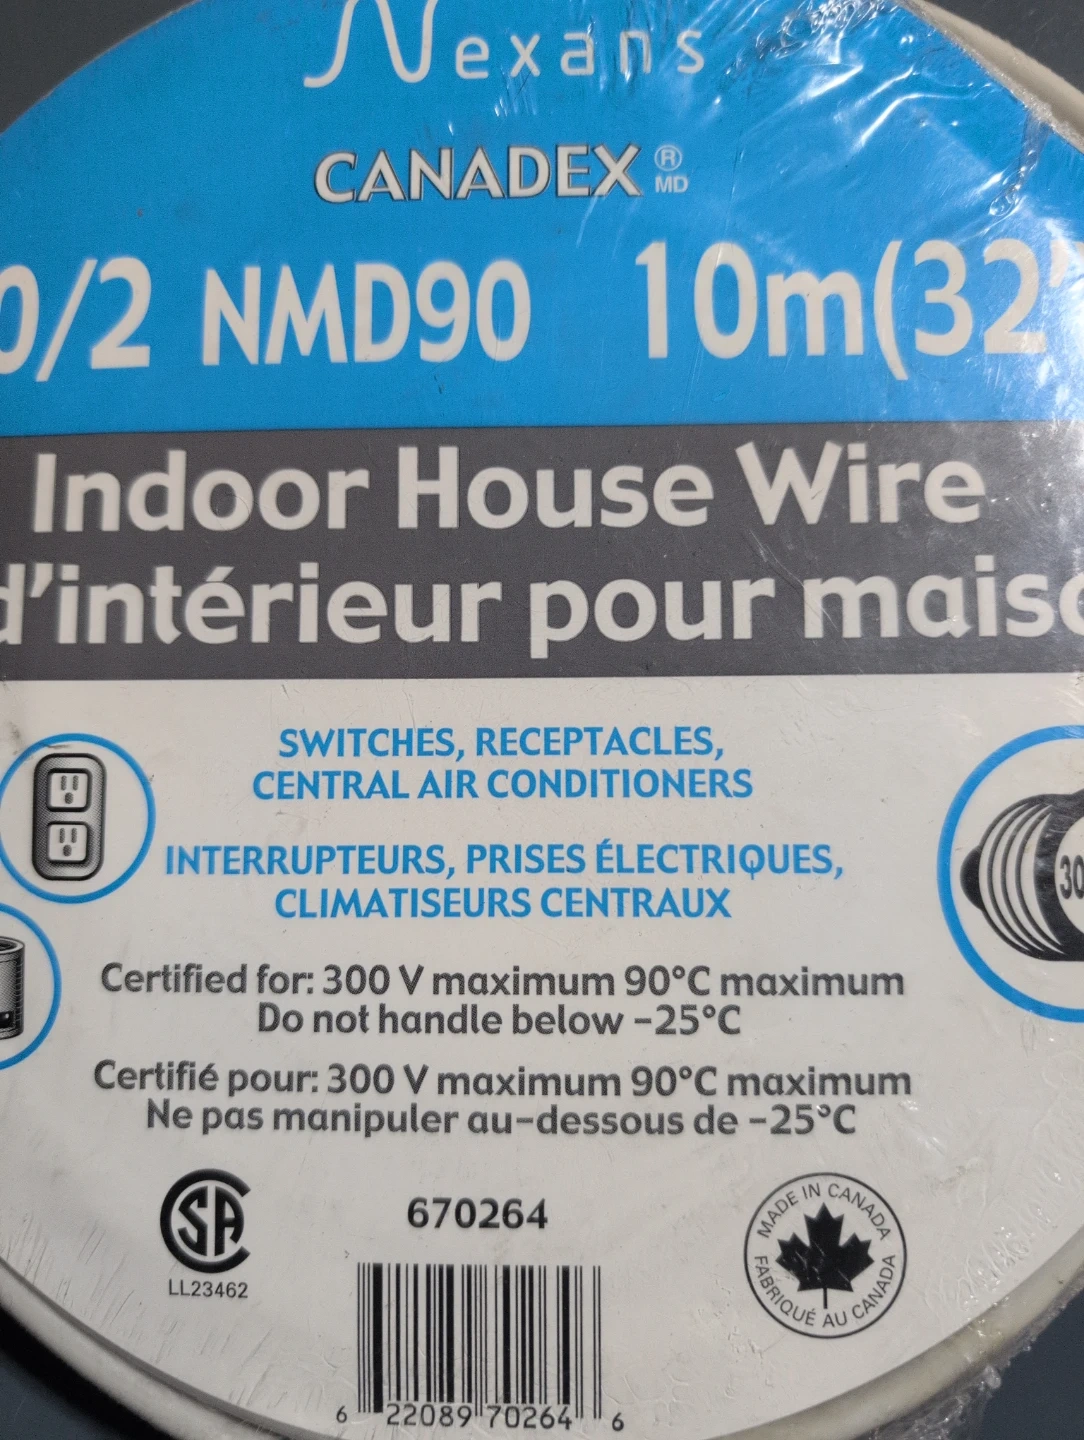 Nexans
CANADEX ®
MD
0/2 NMD90 10m(32'
Indoor House Wire
d'intérieur pour maiso
SWITCHES, RECEPTACLES,
CENTRAL AIR CONDITIONERS
INTERRUPTEURS, PRISES ÉLECTRIQUES,
CLIMATISEURS CENTRAUX
30
Certified for: 300 V maximum 90°C maximum
Do not handle below -25°C
Certifié pour: 300 V maximum 90°C maximum
Ne pas manipuler au-dessous de -25°C
CSA
LL23462
670264
MADE IN CANADA
FABRIQUÉ AU CANADA
6 22089 70264 6